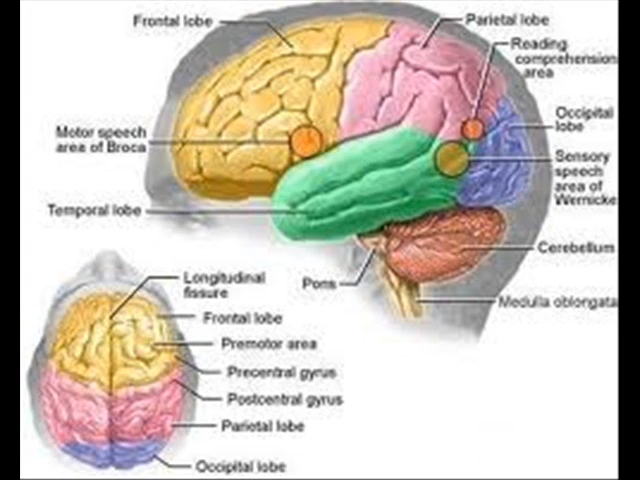 Frontal lobe
Parietal lobe
Reading
comprehension
area
Occipital
lobe
Motor speech
area of Broca
Sensory
speech
area of
Wernicke
Temporal lobe
Cerebellum
Pons
Medulla oblongata
Longitudinal
fissure
Frontal lobe
Premotor area
Precentral gyrus
Postcentral gyrus
Parietal lobe
Occipital lobe